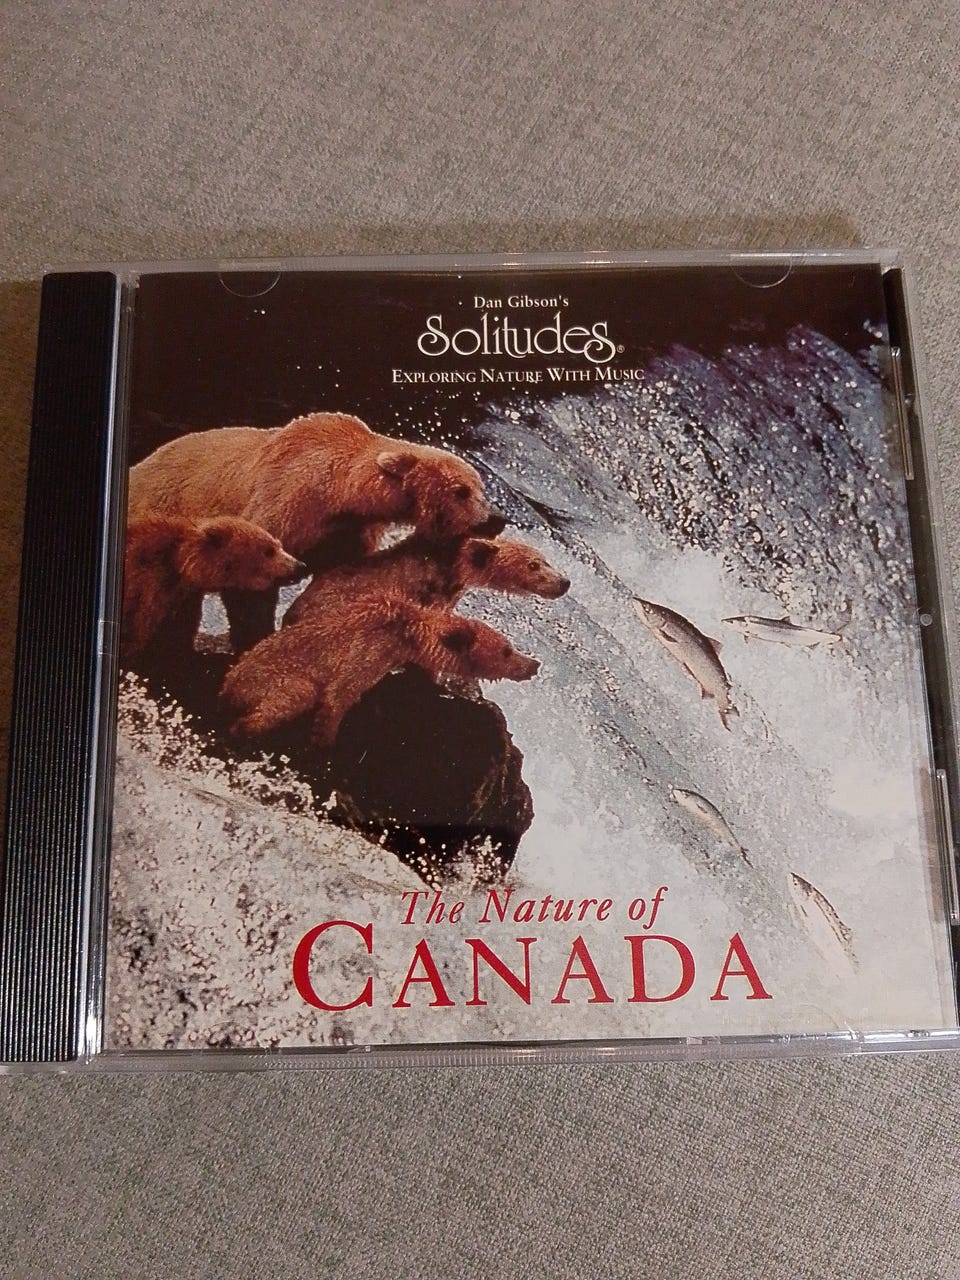 Dan Gibson's
Solitudes®
EXPLORING NATURE WITH MUSIC
The Nature of
CANADA